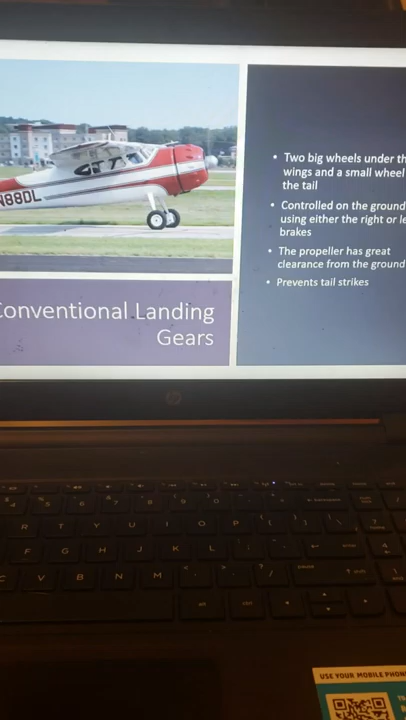 N88DL
Conventional Landing
Gears
• Two big wheels under th
wings and a small wheel
the tail
• Controlled on the ground
using either the right or le
brakes
• The propeller has great
clearance from the ground
• Prevents tail strikes
hp
R T Y U I O P { }
F G H J K L
C V B N M
USE YOUR MOBILE PHON